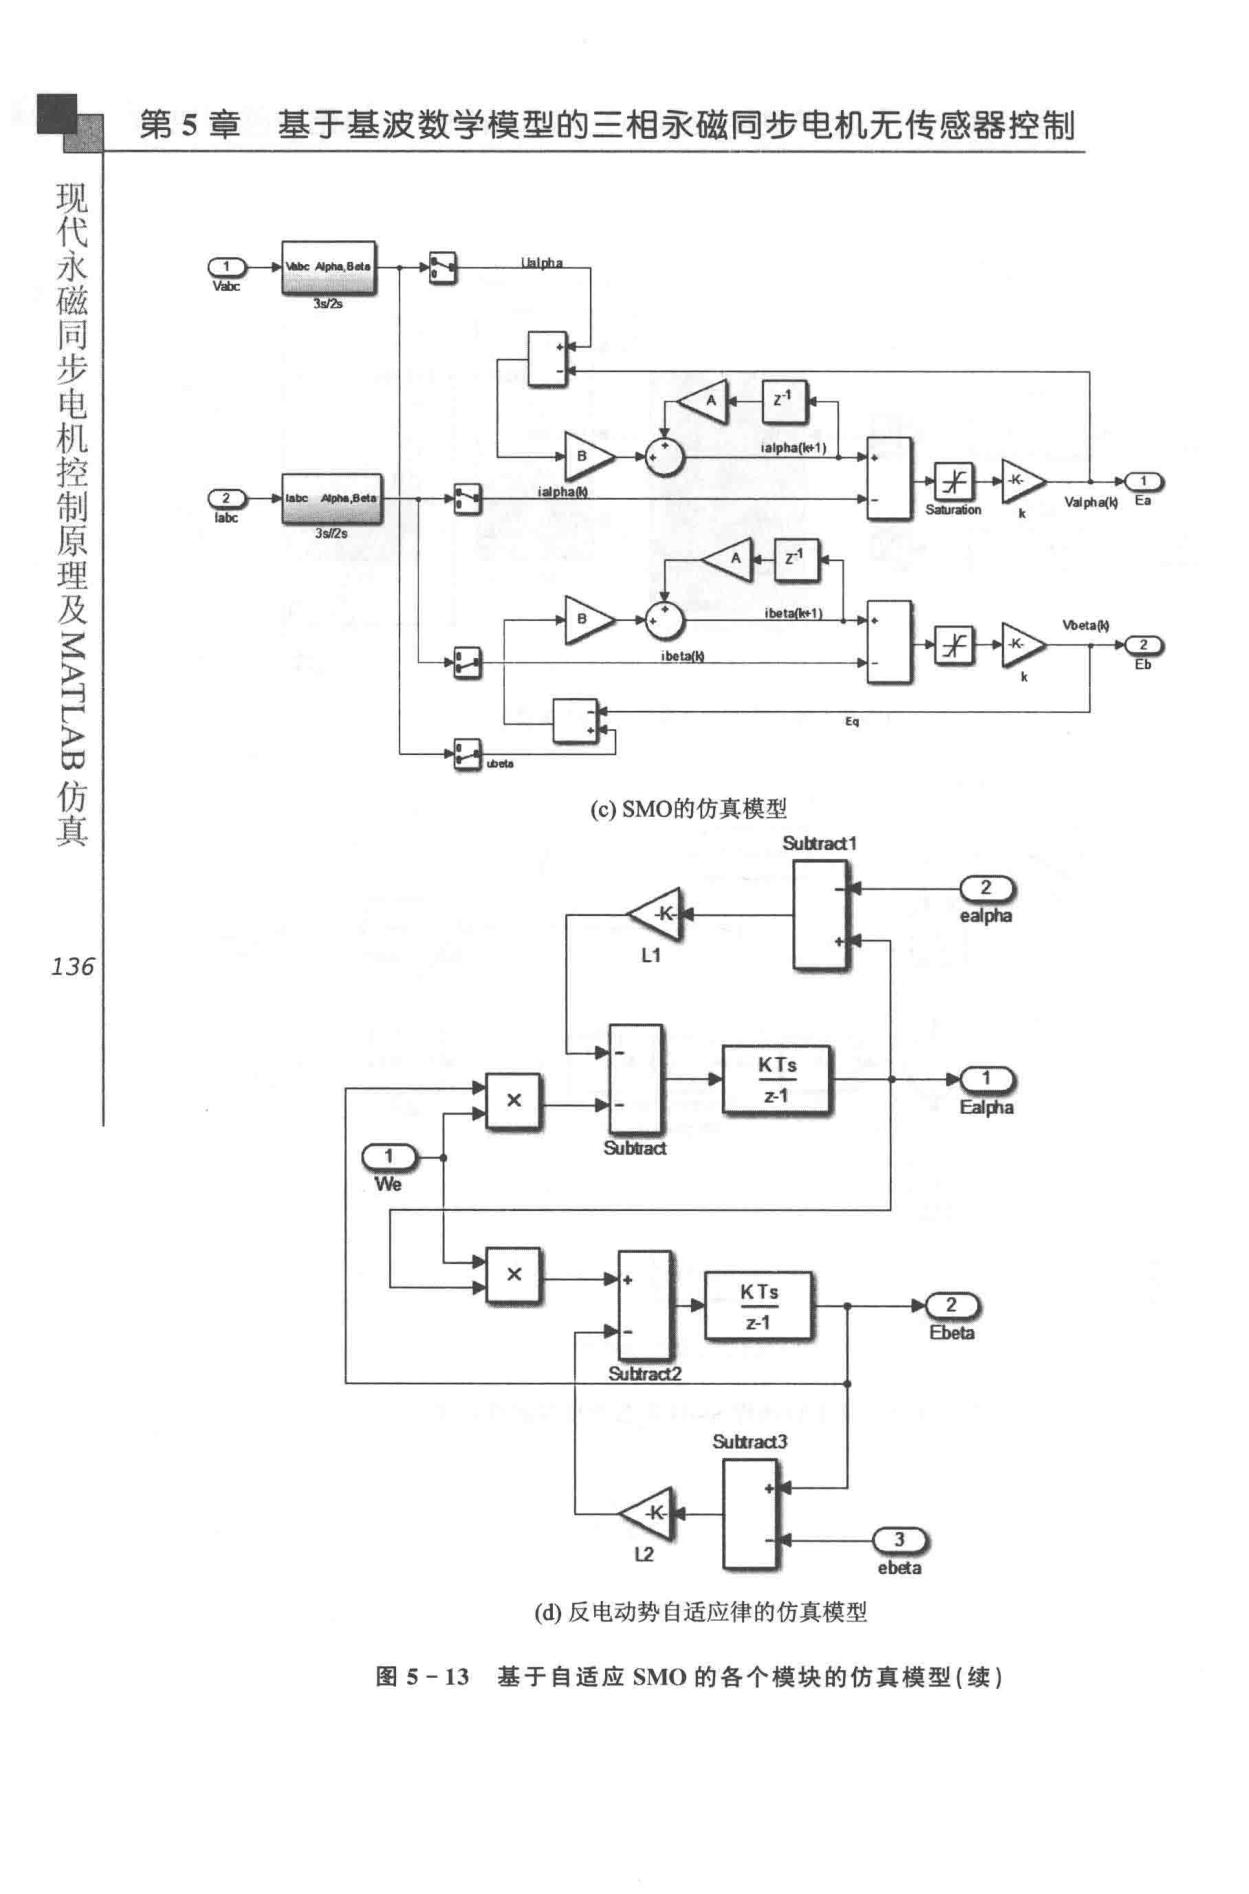 第 5 章 基于基波数学模型的三相永磁同步电机无传感器控制
现代永磁同步电机控制原理及MATLAB仿真
136
1
Vabc
Vabc Alpha,Beta
3s/2s
Ualpha
+
-
A
z-1
B
+
+
ialpha(k+1)
2
Iabc
Iabc Alpha,Beta
3s//2s
ialpha(k)
+
-
Saturation
-K-
k
Valpha(k)
1
Ea
A
z-1
B
+
+
ibeta(k+1)
ibeta(k)
+
-
-K-
k
Vbeta(k)
2
Eb
-
+
Eq
ubeta
(c) SMO的仿真模型
Subtract1
-
+
2
ealpha
-K-
L1
-
-
Subtract
KTs
z-1
1
Ealpha
×
1
We
×
+
-
Subtract2
KTs
z-1
2
Ebeta
Subtract3
+
-
-K-
L2
3
ebeta
(d) 反电动势自适应律的仿真模型
图 5－13 基于自适应 SMO 的各个模块的仿真模型(续)